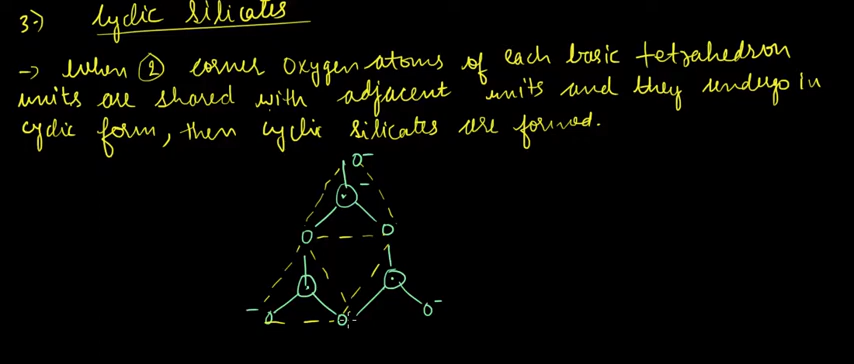 3.) Cyclic Silicates
→ When 2 corner oxygen atoms of each basic tetrahedron
units are shared with adjacent units and they undergo in
cyclic form, then cyclic silicates are formed.
O⁻
⁻
O O
⁻O O O⁻